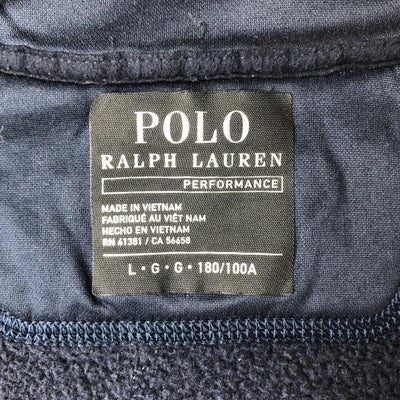 POLO
RALPH LAUREN
PERFORMANCE
MADE IN VIETNAM
FABRIQUÉ AU VIÊT NAM
HECHO EN VIETNAM
RN 41381 / CA 56650
L • G • G • 180/100A